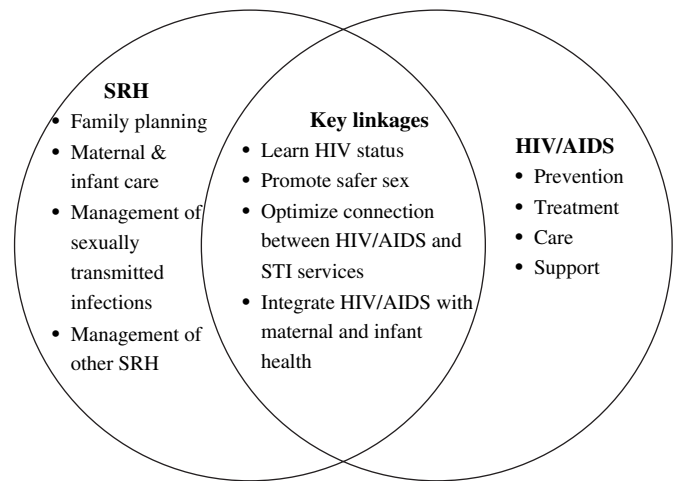 SRH
• Family planning
• Maternal &
infant care
• Management of
sexually
transmitted
infections
• Management of
other SRH
Key linkages
• Learn HIV status
• Promote safer sex
• Optimize connection
between HIV/AIDS and
STI services
• Integrate HIV/AIDS with
maternal and infant
health
HIV/AIDS
• Prevention
• Treatment
• Care
• Support